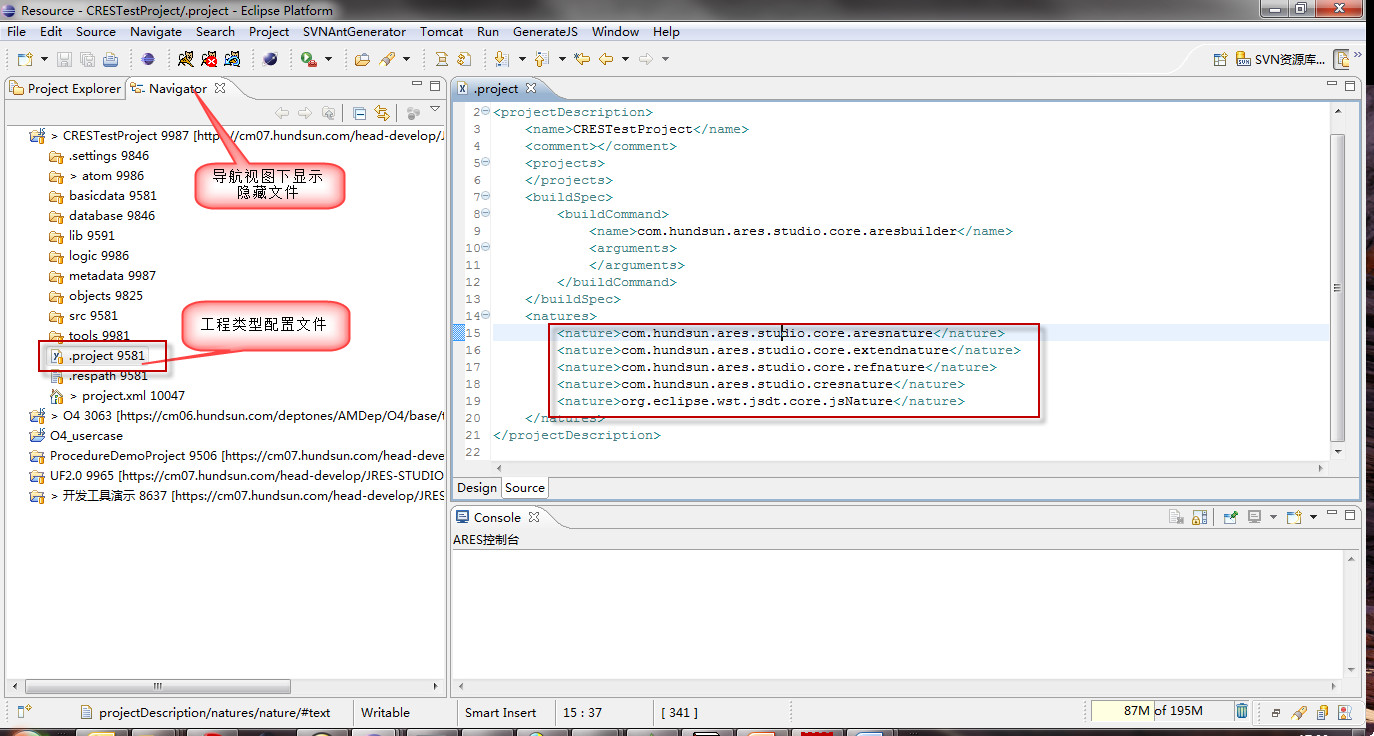 Resource - CRESTestProject/.project - Eclipse Platform
File Edit Source Navigate Search Project SVNAntGenerator Tomcat Run GenerateJS Window Help
SVN资源库...
Project Explorer Navigator
> CRESTestProject 9987 [https://cm07.hundsun.com/head-develop/J
.settings 9846
> atom 9986
basicdata 9581
database 9846
lib 9591
logic 9986
metadata 9987
objects 9825
src 9581
tools 9981
.project 9581
.respath 9581
> project.xml 10047
> O4 3063 [https://cm06.hundsun.com/deptones/AMDep/O4/base/t
O4_usercase
ProcedureDemoProject 9506 [https://cm07.hundsun.com/head-deve
UF2.0 9965 [https://cm07.hundsun.com/head-develop/JRES-STUDIO
> 开发工具演示 8637 [https://cm07.hundsun.com/head-develop/JRES
导航视图下显示
隐藏文件
工程类型配置文件
.project
2 <projectDescription>
3 <name>CRESTestProject</name>
4 <comment></comment>
5 <projects>
6 </projects>
7 <buildSpec>
8 <buildCommand>
9 <name>com.hundsun.ares.studio.core.aresbuilder</name>
10 <arguments>
11 </arguments>
12 </buildCommand>
13 </buildSpec>
14 <natures>
15 <nature>com.hundsun.ares.studio.core.aresnature</nature>
16 <nature>com.hundsun.ares.studio.core.extendnature</nature>
17 <nature>com.hundsun.ares.studio.core.refnature</nature>
18 <nature>com.hundsun.ares.studio.cresnature</nature>
19 <nature>org.eclipse.wst.jsdt.core.jsNature</nature>
20 </natures>
21 </projectDescription>
22
Design Source
Console
ARES控制台
projectDescription/natures/nature/#text Writable Smart Insert 15 : 37 [ 341 ] 87M of 195M